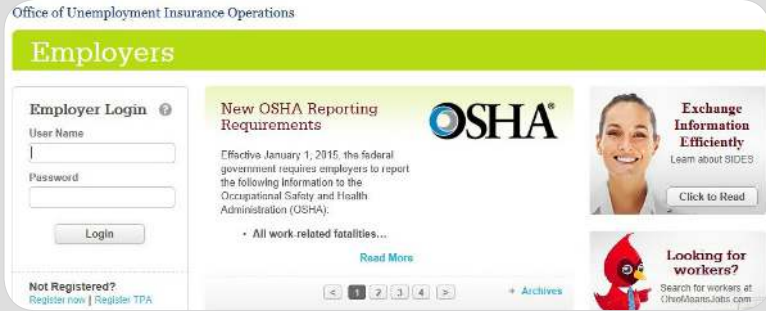 Office of Unemployment Insurance Operations
Employers
Employer Login ?
User Name
Password
Login
Not Registered?
Register now | Register TPA
New OSHA Reporting
Requirements
OSHA®
Effective January 1, 2015, the federal
government requires employers to report
the following information to the
Occupational Safety and Health
Administration (OSHA):
• All work-related fatalities...
Read More
< 1 2 3 4 >
+ Archives
Exchange
Information
Efficiently
Learn about SIDES
Click to Read
Looking for
workers?
Search for workers at
OhioMeansJobs.com